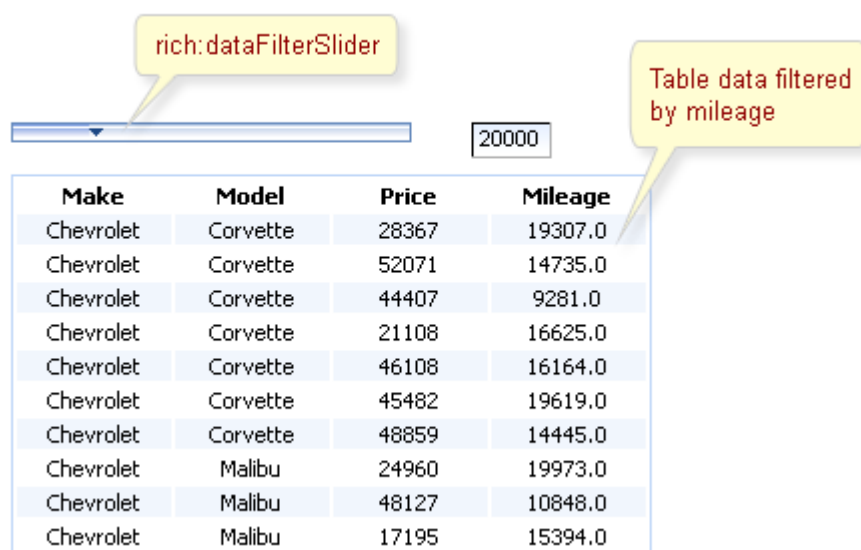 rich:dataFilterSlider
Table data filtered
by mileage
20000
Make Model Price Mileage
Chevrolet Corvette 28367 19307.0
Chevrolet Corvette 52071 14735.0
Chevrolet Corvette 44407 9281.0
Chevrolet Corvette 21108 16625.0
Chevrolet Corvette 46108 16164.0
Chevrolet Corvette 45482 19619.0
Chevrolet Corvette 48859 14445.0
Chevrolet Malibu 24960 19973.0
Chevrolet Malibu 48127 10848.0
Chevrolet Malibu 17195 15394.0